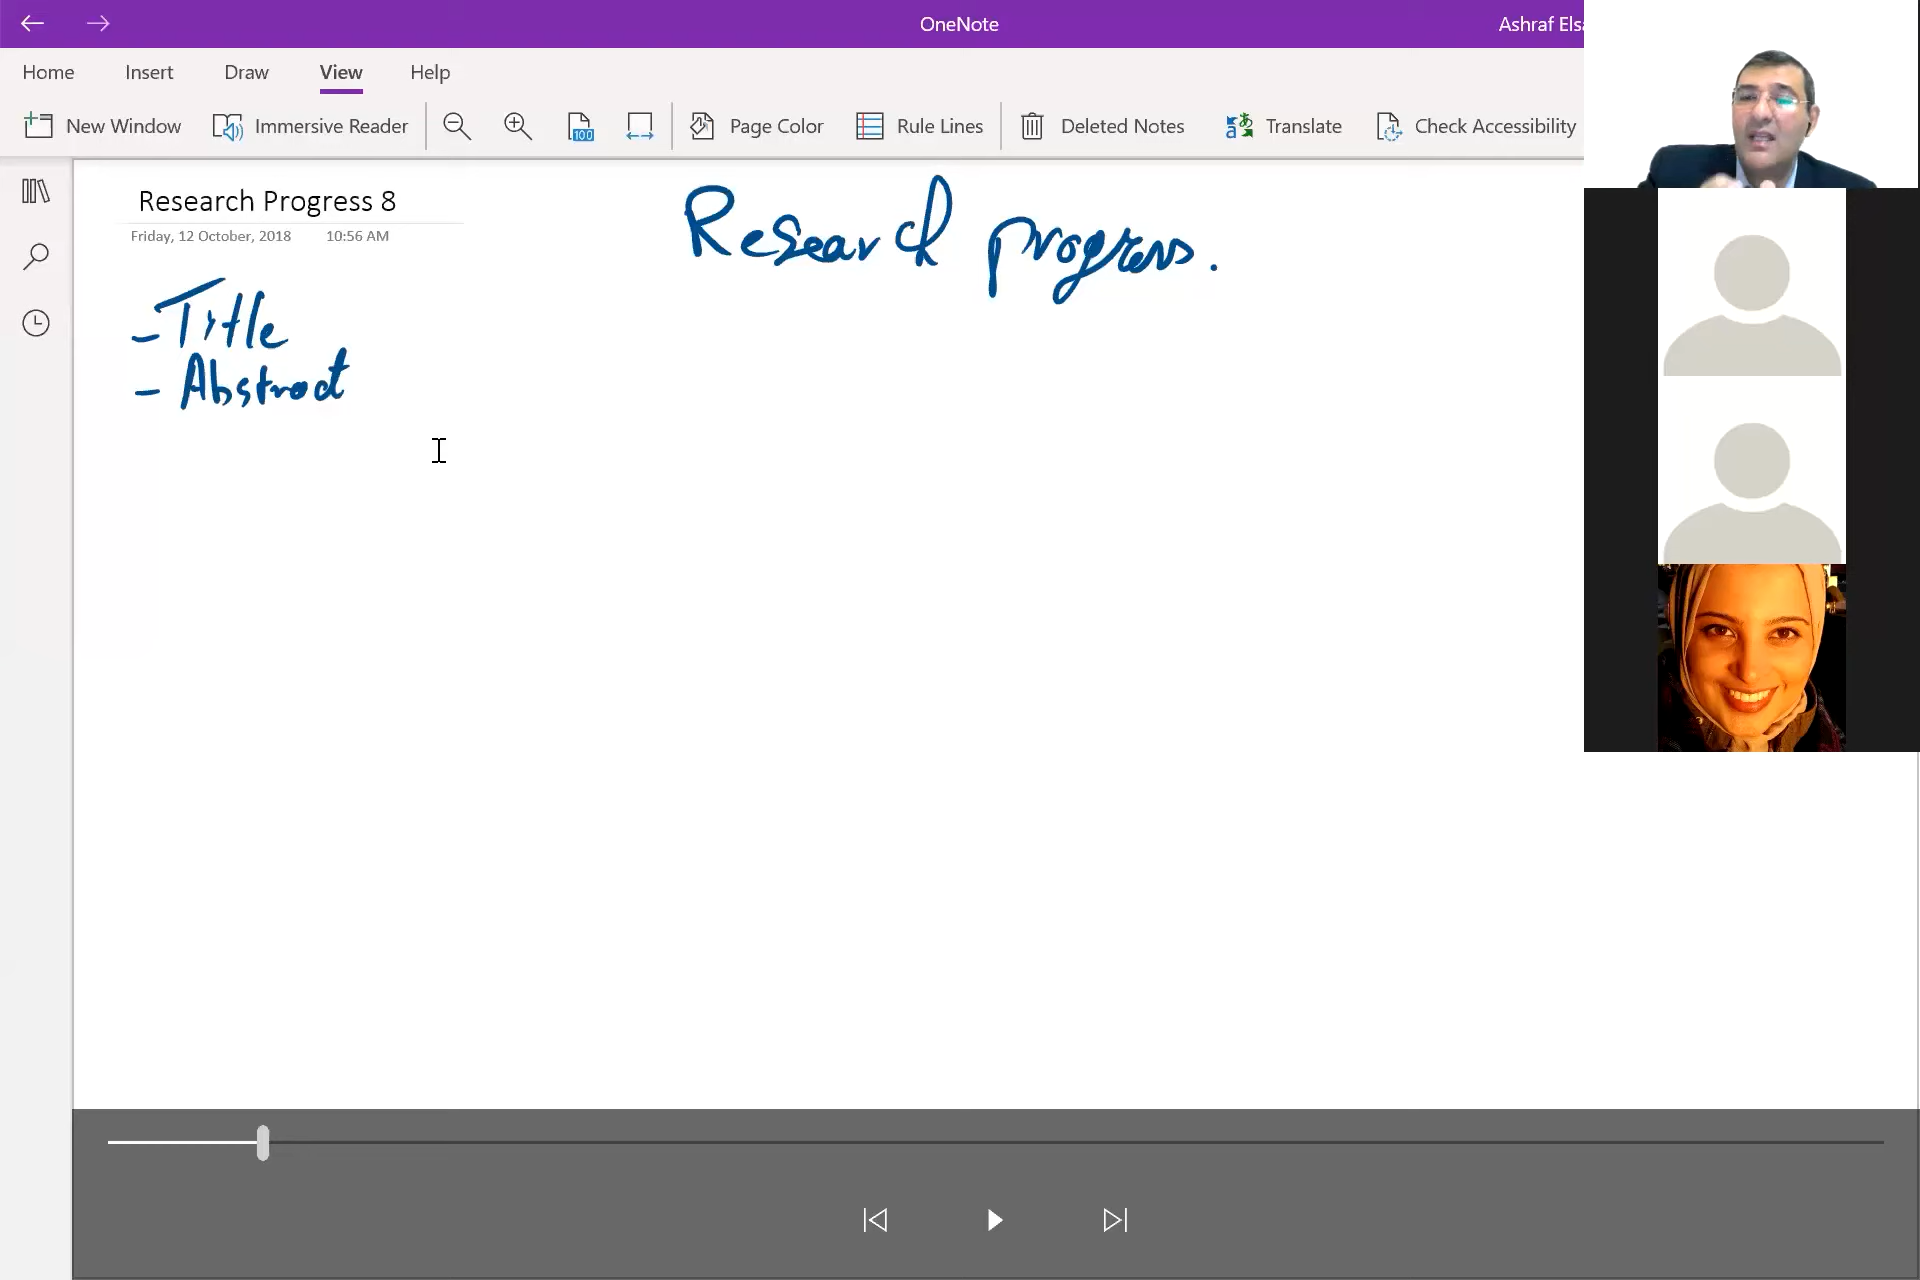 OneNote
Ashraf Els
Home Insert Draw View Help
New Window Immersive Reader 100 Page Color Rule Lines Deleted Notes Translate Check Accessibility
Research Progress 8
Friday, 12 October, 2018 10:56 AM
Research progress.
- Title
- Abstract